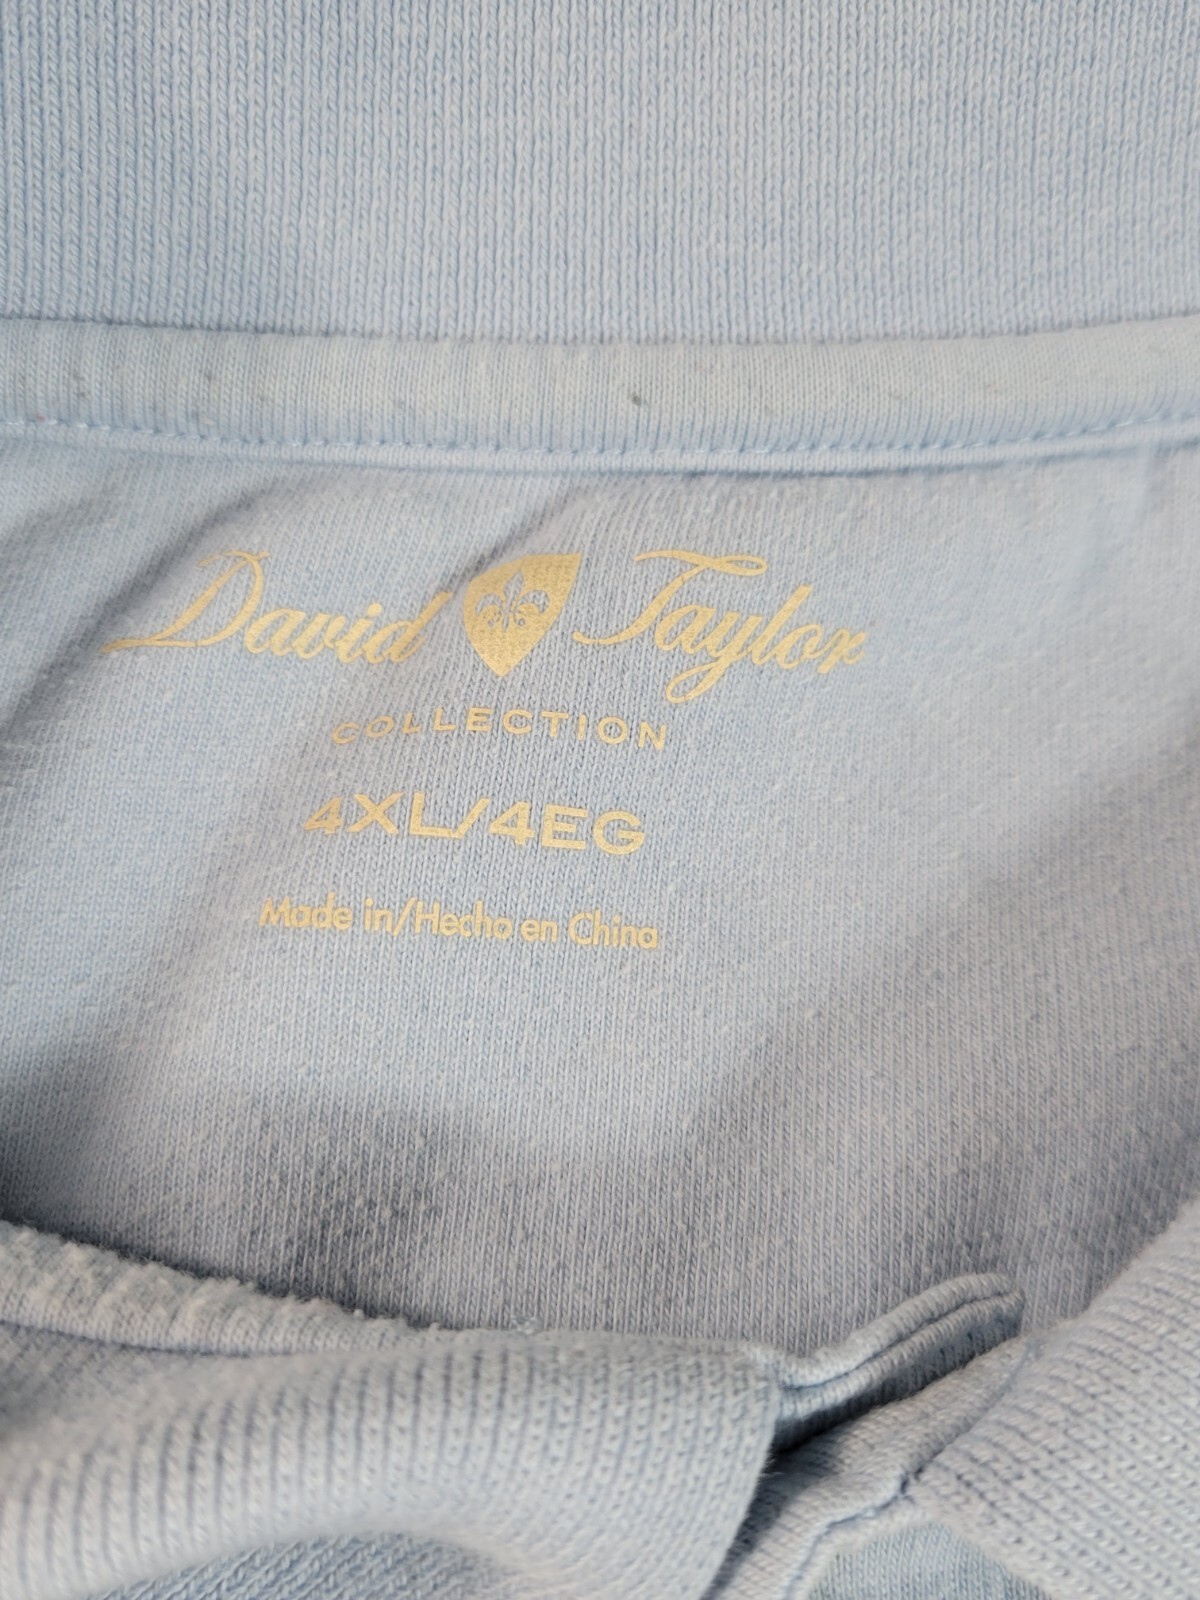 David Taylor
COLLECTION
4XL/4EG
Made in/Hecho en China